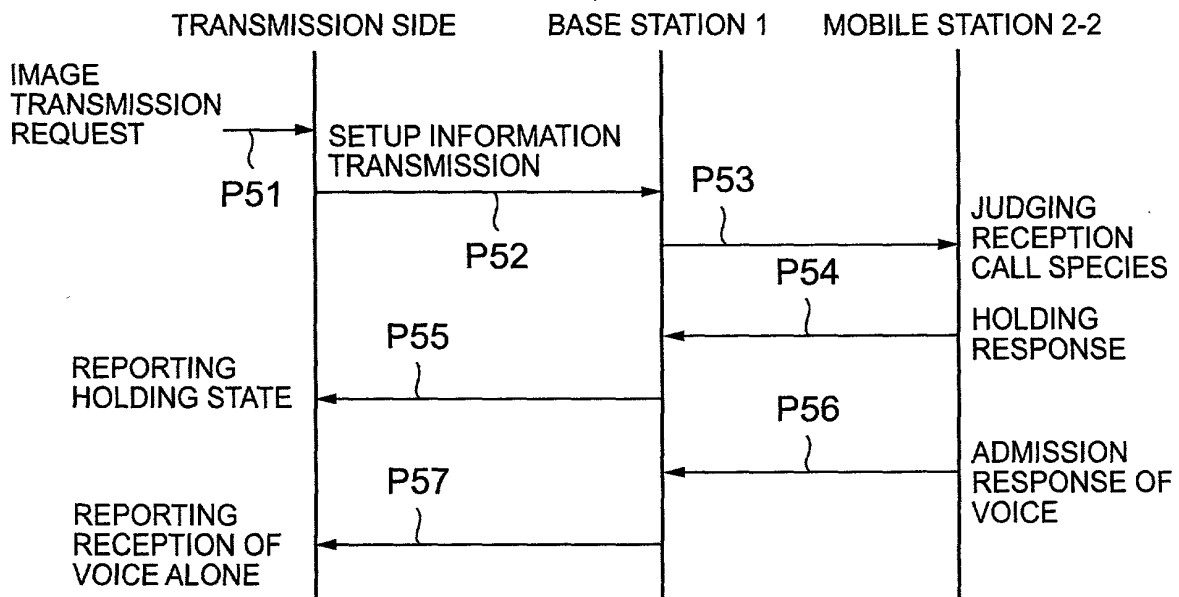 TRANSMISSION SIDE BASE STATION 1 MOBILE STATION 2-2
IMAGE
TRANSMISSION
REQUEST
P51
SETUP INFORMATION
TRANSMISSION
P52
P53
JUDGING
RECEPTION
CALL SPECIES
P54
HOLDING
RESPONSE
P55
REPORTING
HOLDING STATE
P56
ADMISSION
RESPONSE OF
VOICE
P57
REPORTING
RECEPTION OF
VOICE ALONE